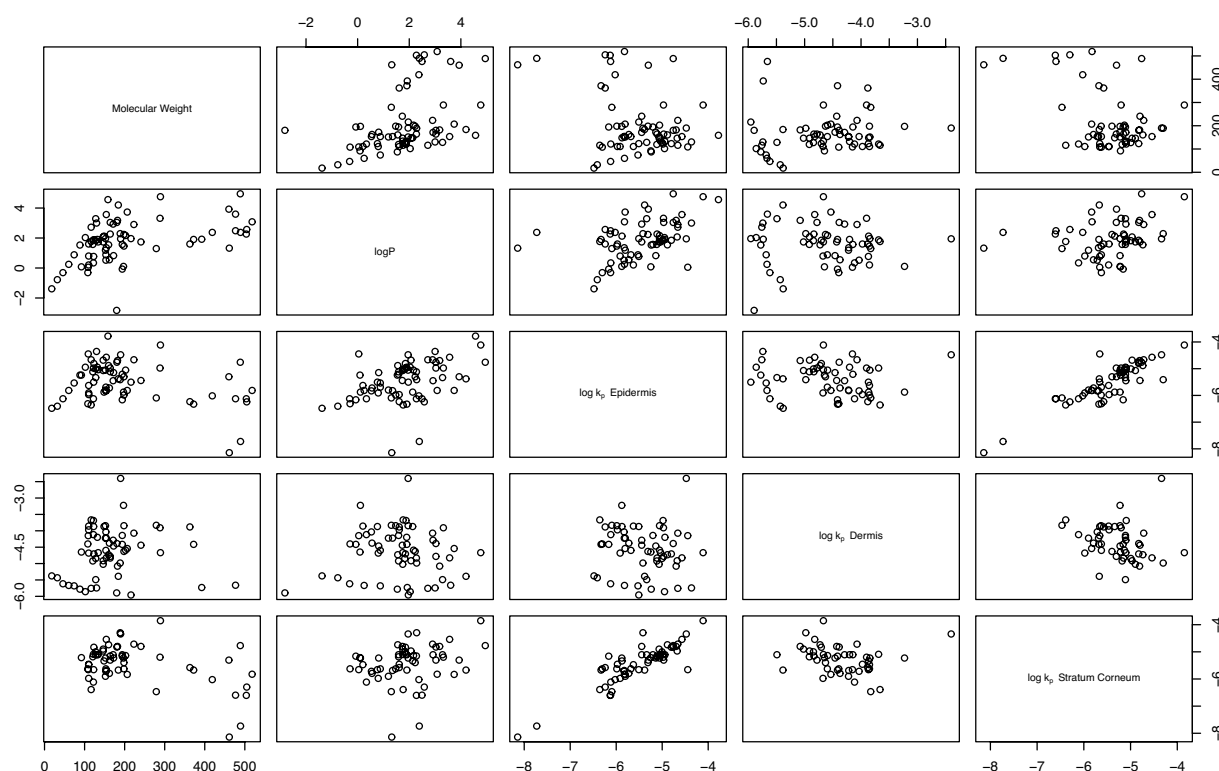 −2 0 2 4 −6.0 −4.5 −3.0
Molecular Weight
0 200 400
−2 0 2 4
logP
log kp Epidermis
−8 −6 −4
−6.0 −4.5 −3.0
log kp Dermis
log kp Stratum Corneum
−8 −6 −4
0 100 200 300 400 500 −8 −7 −6 −5 −4 −8 −7 −6 −5 −4